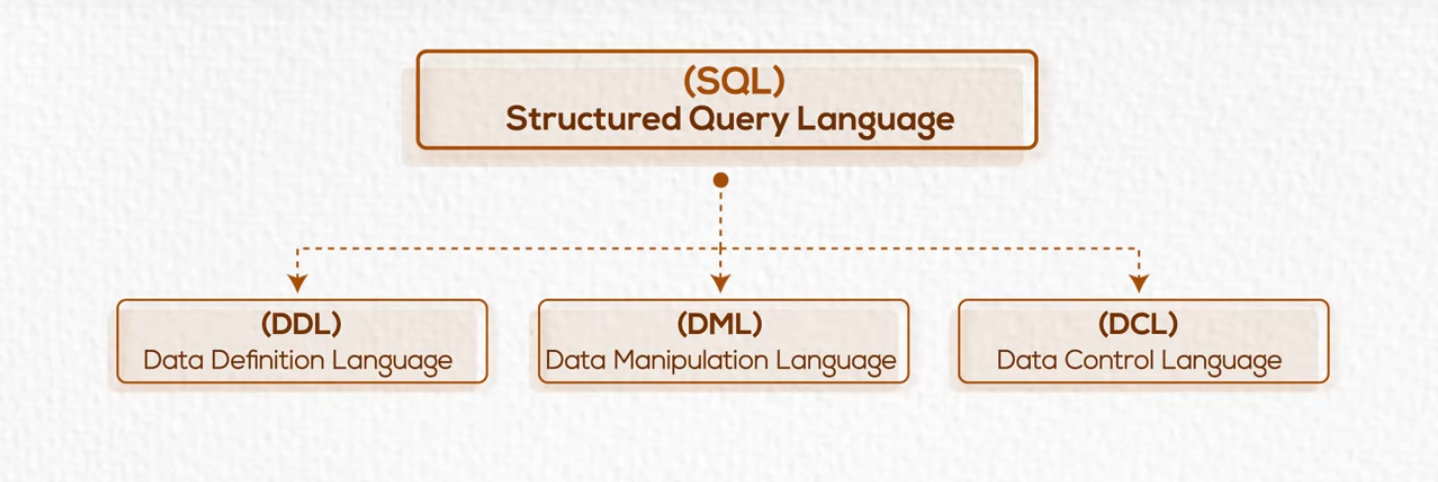 (SQL)
Structured Query Language
(DDL)
Data Definition Language
(DML)
Data Manipulation Language
(DCL)
Data Control Language